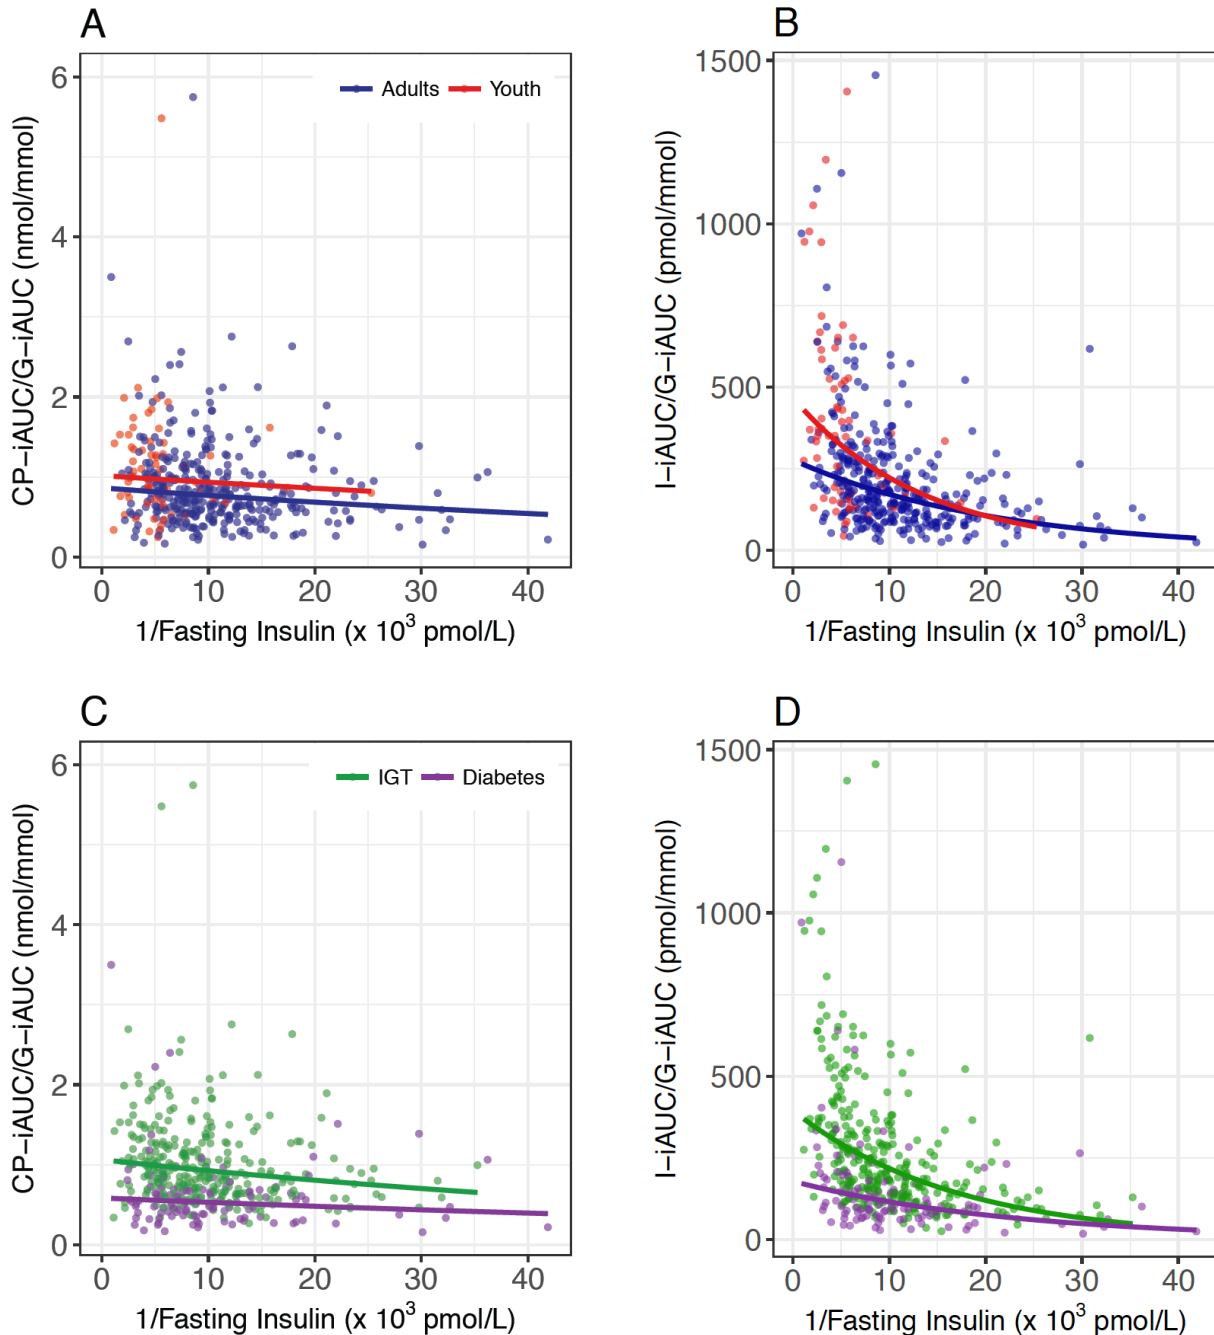 A
6
4
2
0
CP–iAUC/G–iAUC (nmol/mmol)
Adults Youth
0 10 20 30 40
1/Fasting Insulin (x 10³ pmol/L)
B
1500
1000
500
0
I–iAUC/G–iAUC (pmol/mmol)
0 10 20 30 40
1/Fasting Insulin (x 10³ pmol/L)
C
6
4
2
0
CP–iAUC/G–iAUC (nmol/mmol)
IGT Diabetes
0 10 20 30 40
1/Fasting Insulin (x 10³ pmol/L)
D
1500
1000
500
0
I–iAUC/G–iAUC (pmol/mmol)
0 10 20 30 40
1/Fasting Insulin (x 10³ pmol/L)